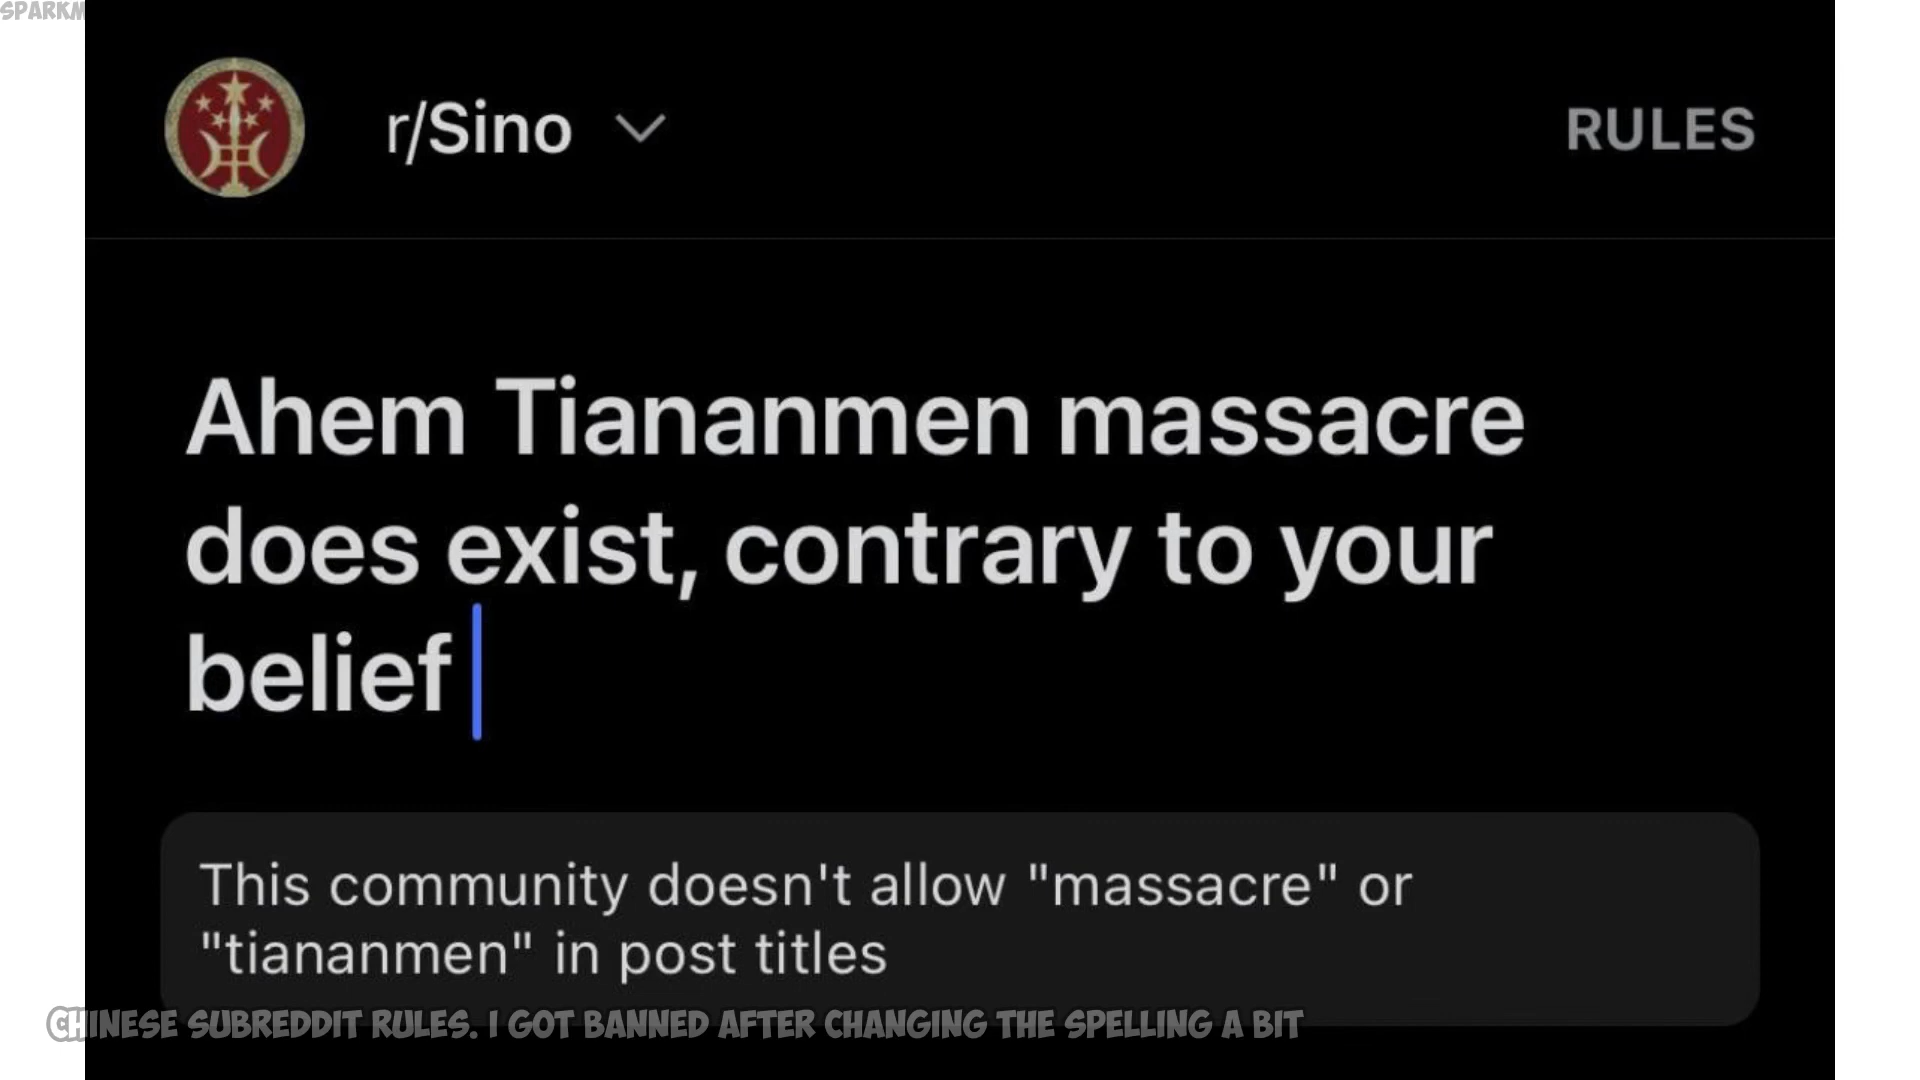 SPARKM
r/Sino
RULES
Ahem Tiananmen massacre
does exist, contrary to your
belief
This community doesn't allow "massacre" or
"tiananmen" in post titles
CHINESE SUBREDDIT RULES. I GOT BANNED AFTER CHANGING THE SPELLING A BIT